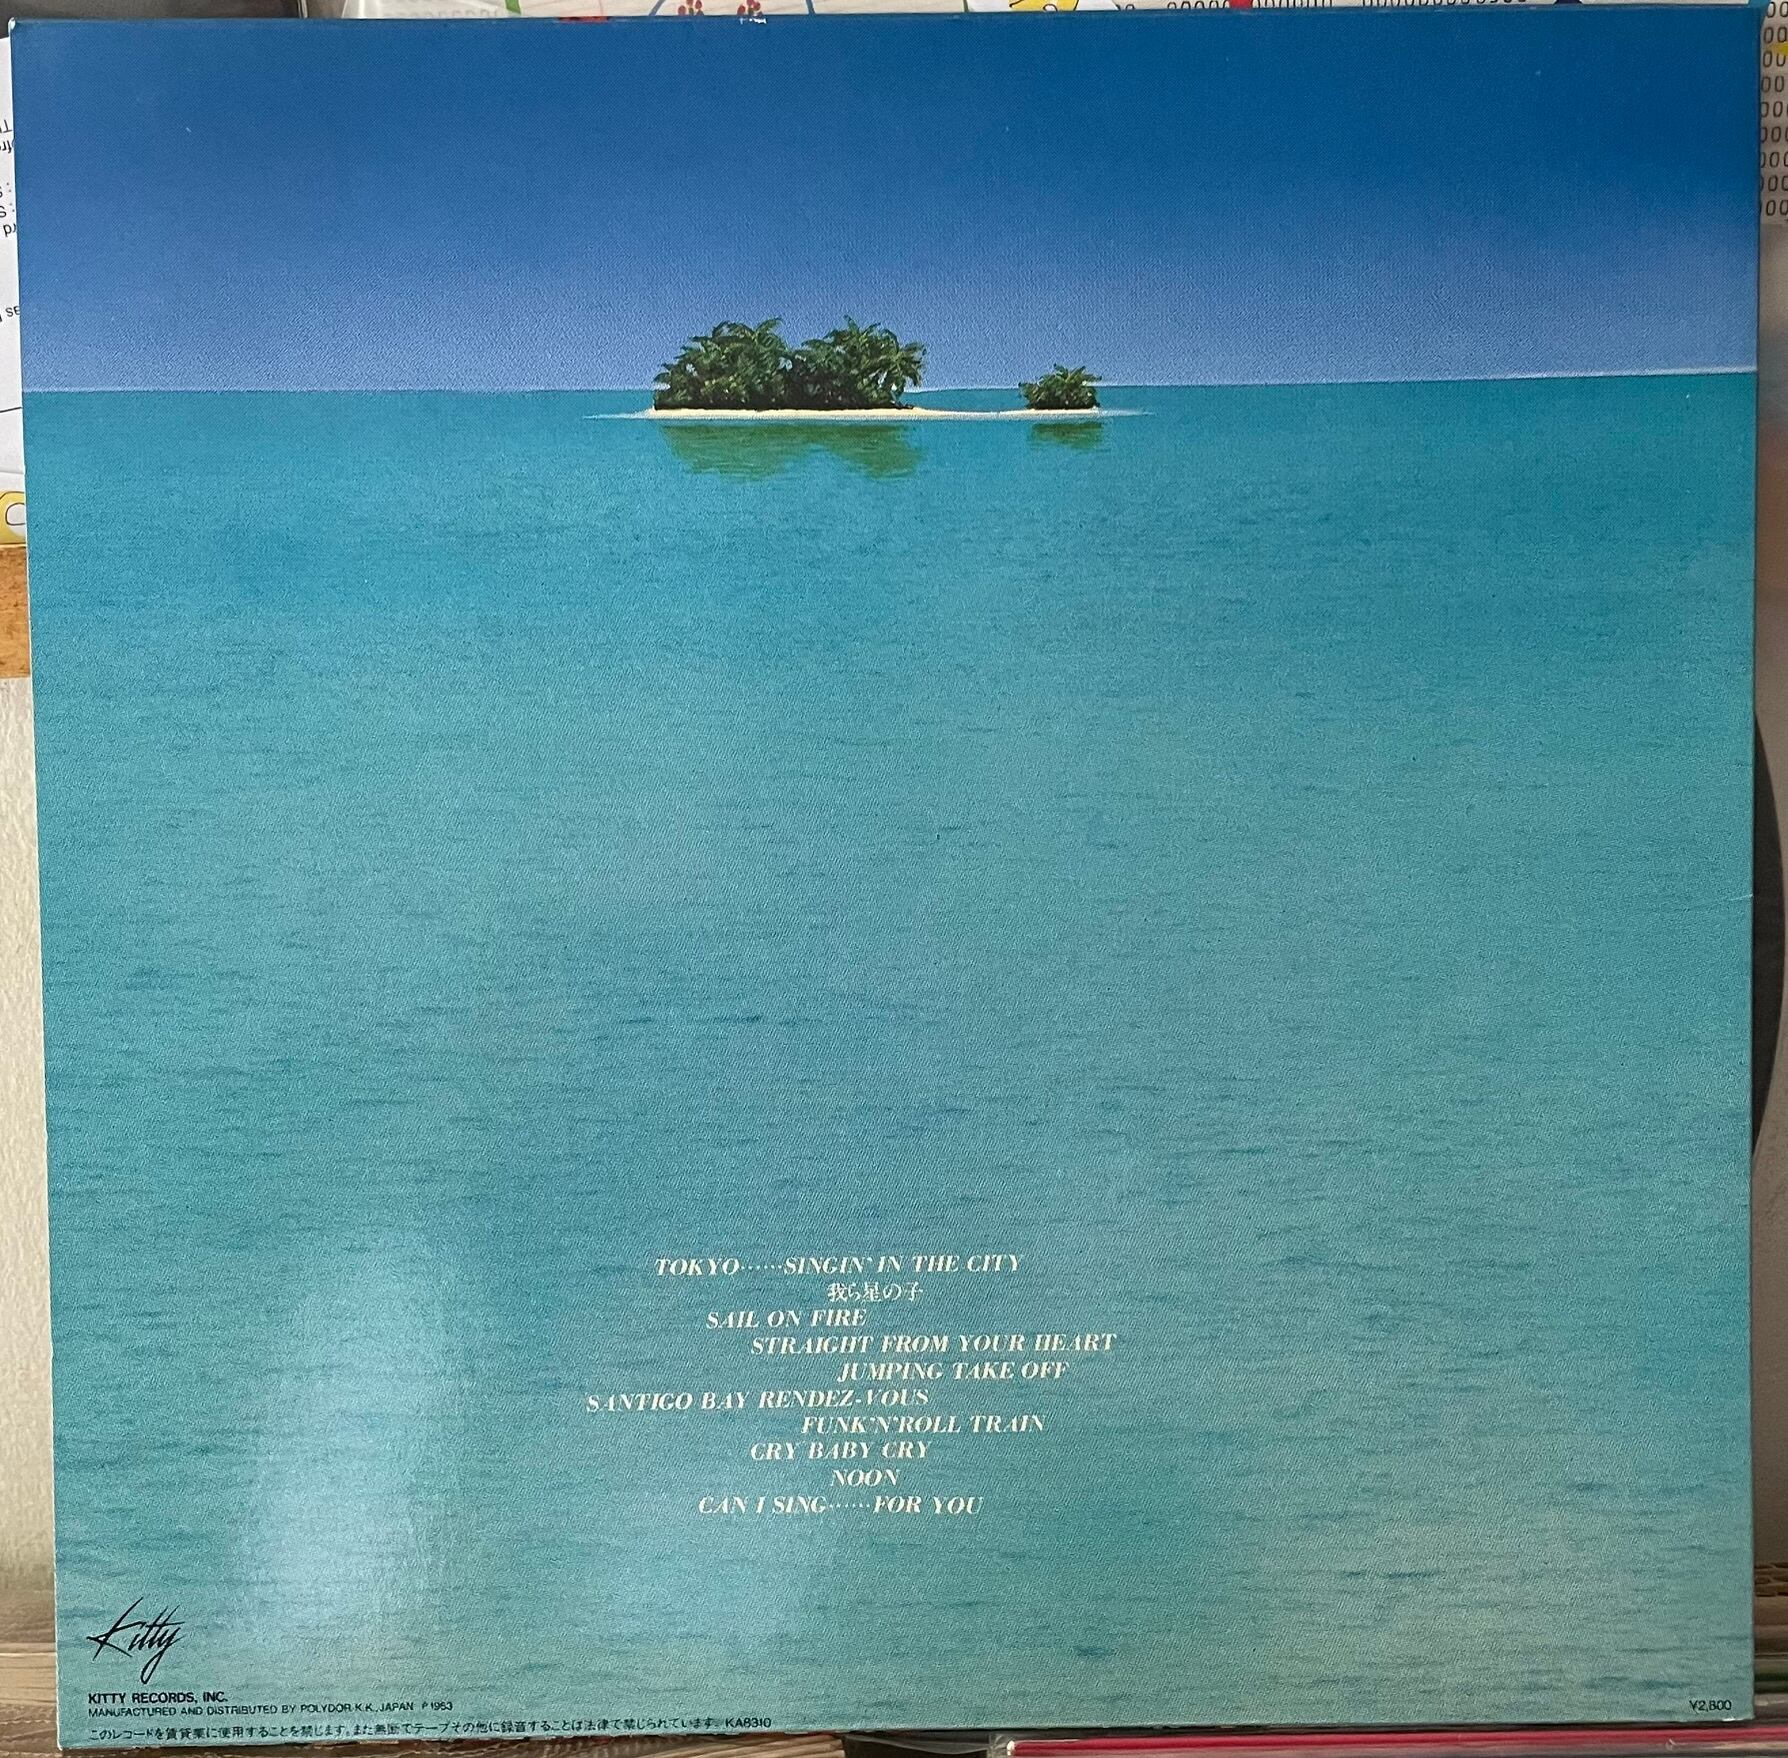 TOKYO······SINGIN' IN THE CITY
我ら星の子
SAIL ON FIRE
STRAIGHT FROM YOUR HEART
JUMPING TAKE OFF
SANTIGO BAY RENDEZ-VOUS
FUNK'N'ROLL TRAIN
CRY BABY CRY
NOON
CAN I SING······FOR YOU
Kitty
KITTY RECORDS, INC.
MANUFACTURED AND DISTRIBUTED BY POLYDOR K.K., JAPAN ℗1983
このレコードを賃貸業に使用することを禁じます。また無断でテープその他に録音することは法律で禁じられています。 KA8310
¥2,800